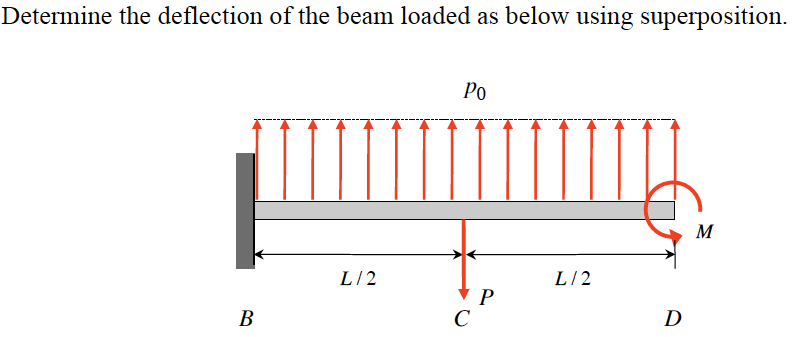 Determine the deflection of the beam loaded as below using superposition.
p0
M
L / 2
L / 2
P
B
C
D